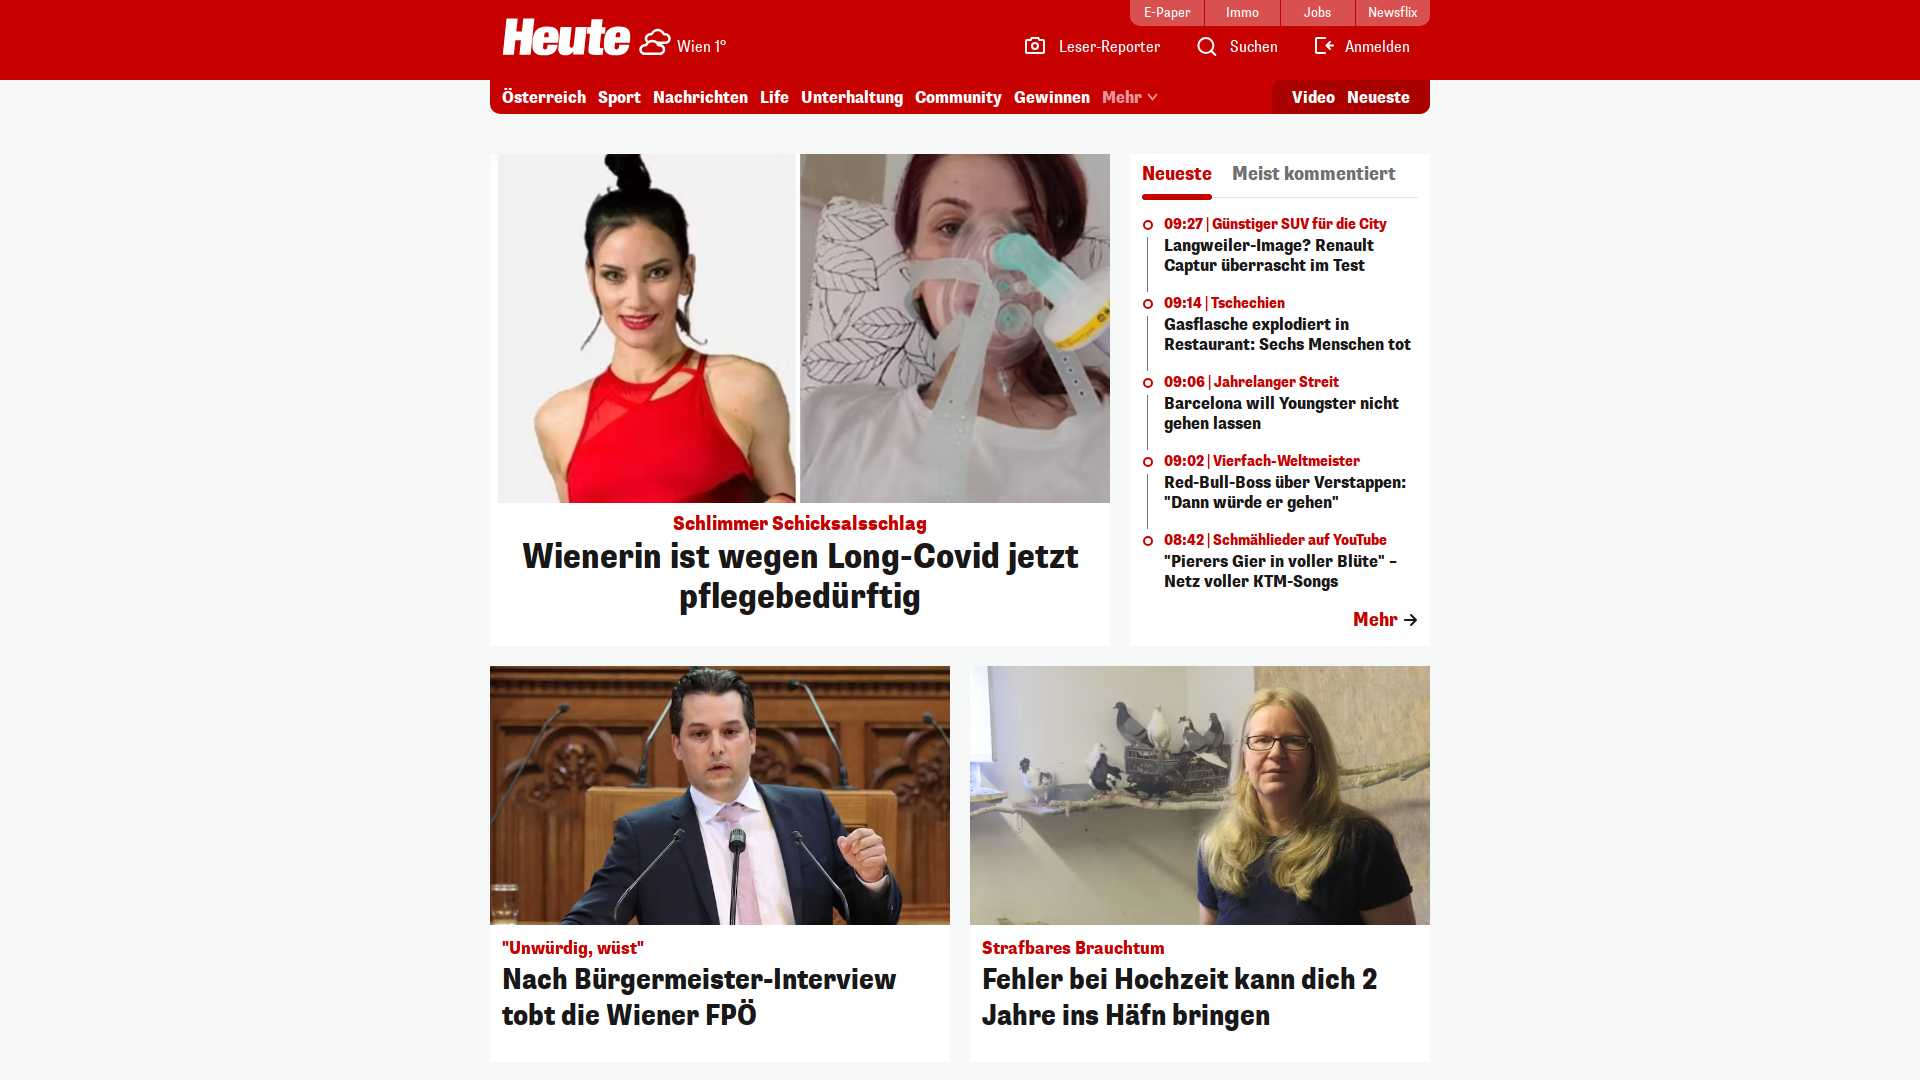 E-Paper
Immo
Jobs
Newsflix
Heute
Wien 1°
Leser-Reporter
Suchen
Anmelden
Österreich
Sport
Nachrichten
Life
Unterhaltung
Community
Gewinnen
Mehr
Video
Neueste
Schlimmer Schicksalsschlag
Wienerin ist wegen Long-Covid jetzt
pflegebedürftig
Neueste
Meist kommentiert
09:27 | Günstiger SUV für die City
Langweiler-Image? Renault
Captur überrascht im Test
09:14 | Tschechien
Gasflasche explodiert in
Restaurant: Sechs Menschen tot
09:06 | Jahrelanger Streit
Barcelona will Youngster nicht
gehen lassen
09:02 | Vierfach-Weltmeister
Red-Bull-Boss über Verstappen:
"Dann würde er gehen"
08:42 | Schmählieder auf YouTube
"Pierers Gier in voller Blüte" –
Netz voller KTM-Songs
Mehr
"Unwürdig, wüst"
Nach Bürgermeister-Interview
tobt die Wiener FPÖ
Strafbares Brauchtum
Fehler bei Hochzeit kann dich 2
Jahre ins Häfn bringen